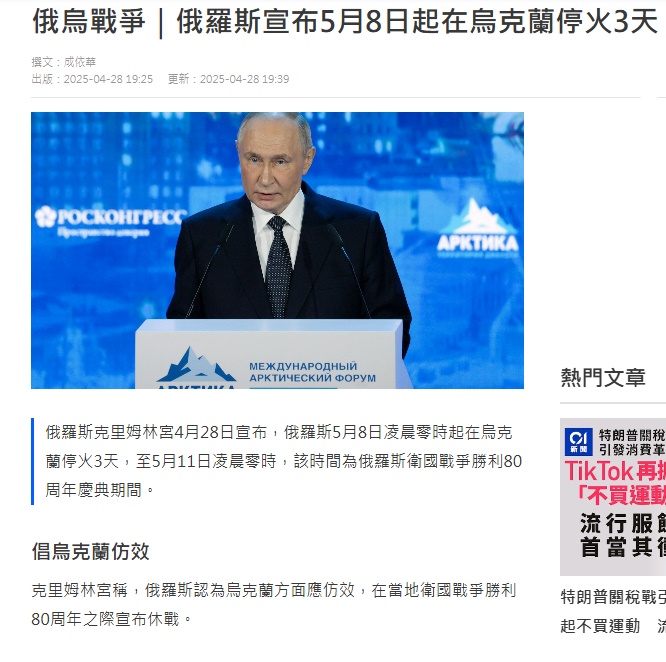 俄烏戰爭｜俄羅斯宣布5月8日起在烏克蘭停火3天
撰文：成依華
出版：2025-04-28 19:25 更新：2025-04-28 19:39
РОСКОНГРЕСС
Пространство доверия
АРКТИКА
МЕЖДУНАРОДНЫЙ
АРКТИЧЕСКИЙ ФОРУМ
АРКТИКА
俄羅斯克里姆林宮4月28日宣布，俄羅斯5月8日凌晨零時起在烏克
蘭停火3天，至5月11日凌晨零時，該時間為俄羅斯衛國戰爭勝利80
周年慶典期間。
倡烏克蘭仿效
克里姆林宮稱，俄羅斯認為烏克蘭方面應仿效，在當地衛國戰爭勝利
80周年之際宣布休戰。
熱門文章
01
新聞
特朗普關稅
引發消費革
TikTok再掀
「不買運動
流行服飾
首當其衝
特朗普關稅戰引
起不買運動 流